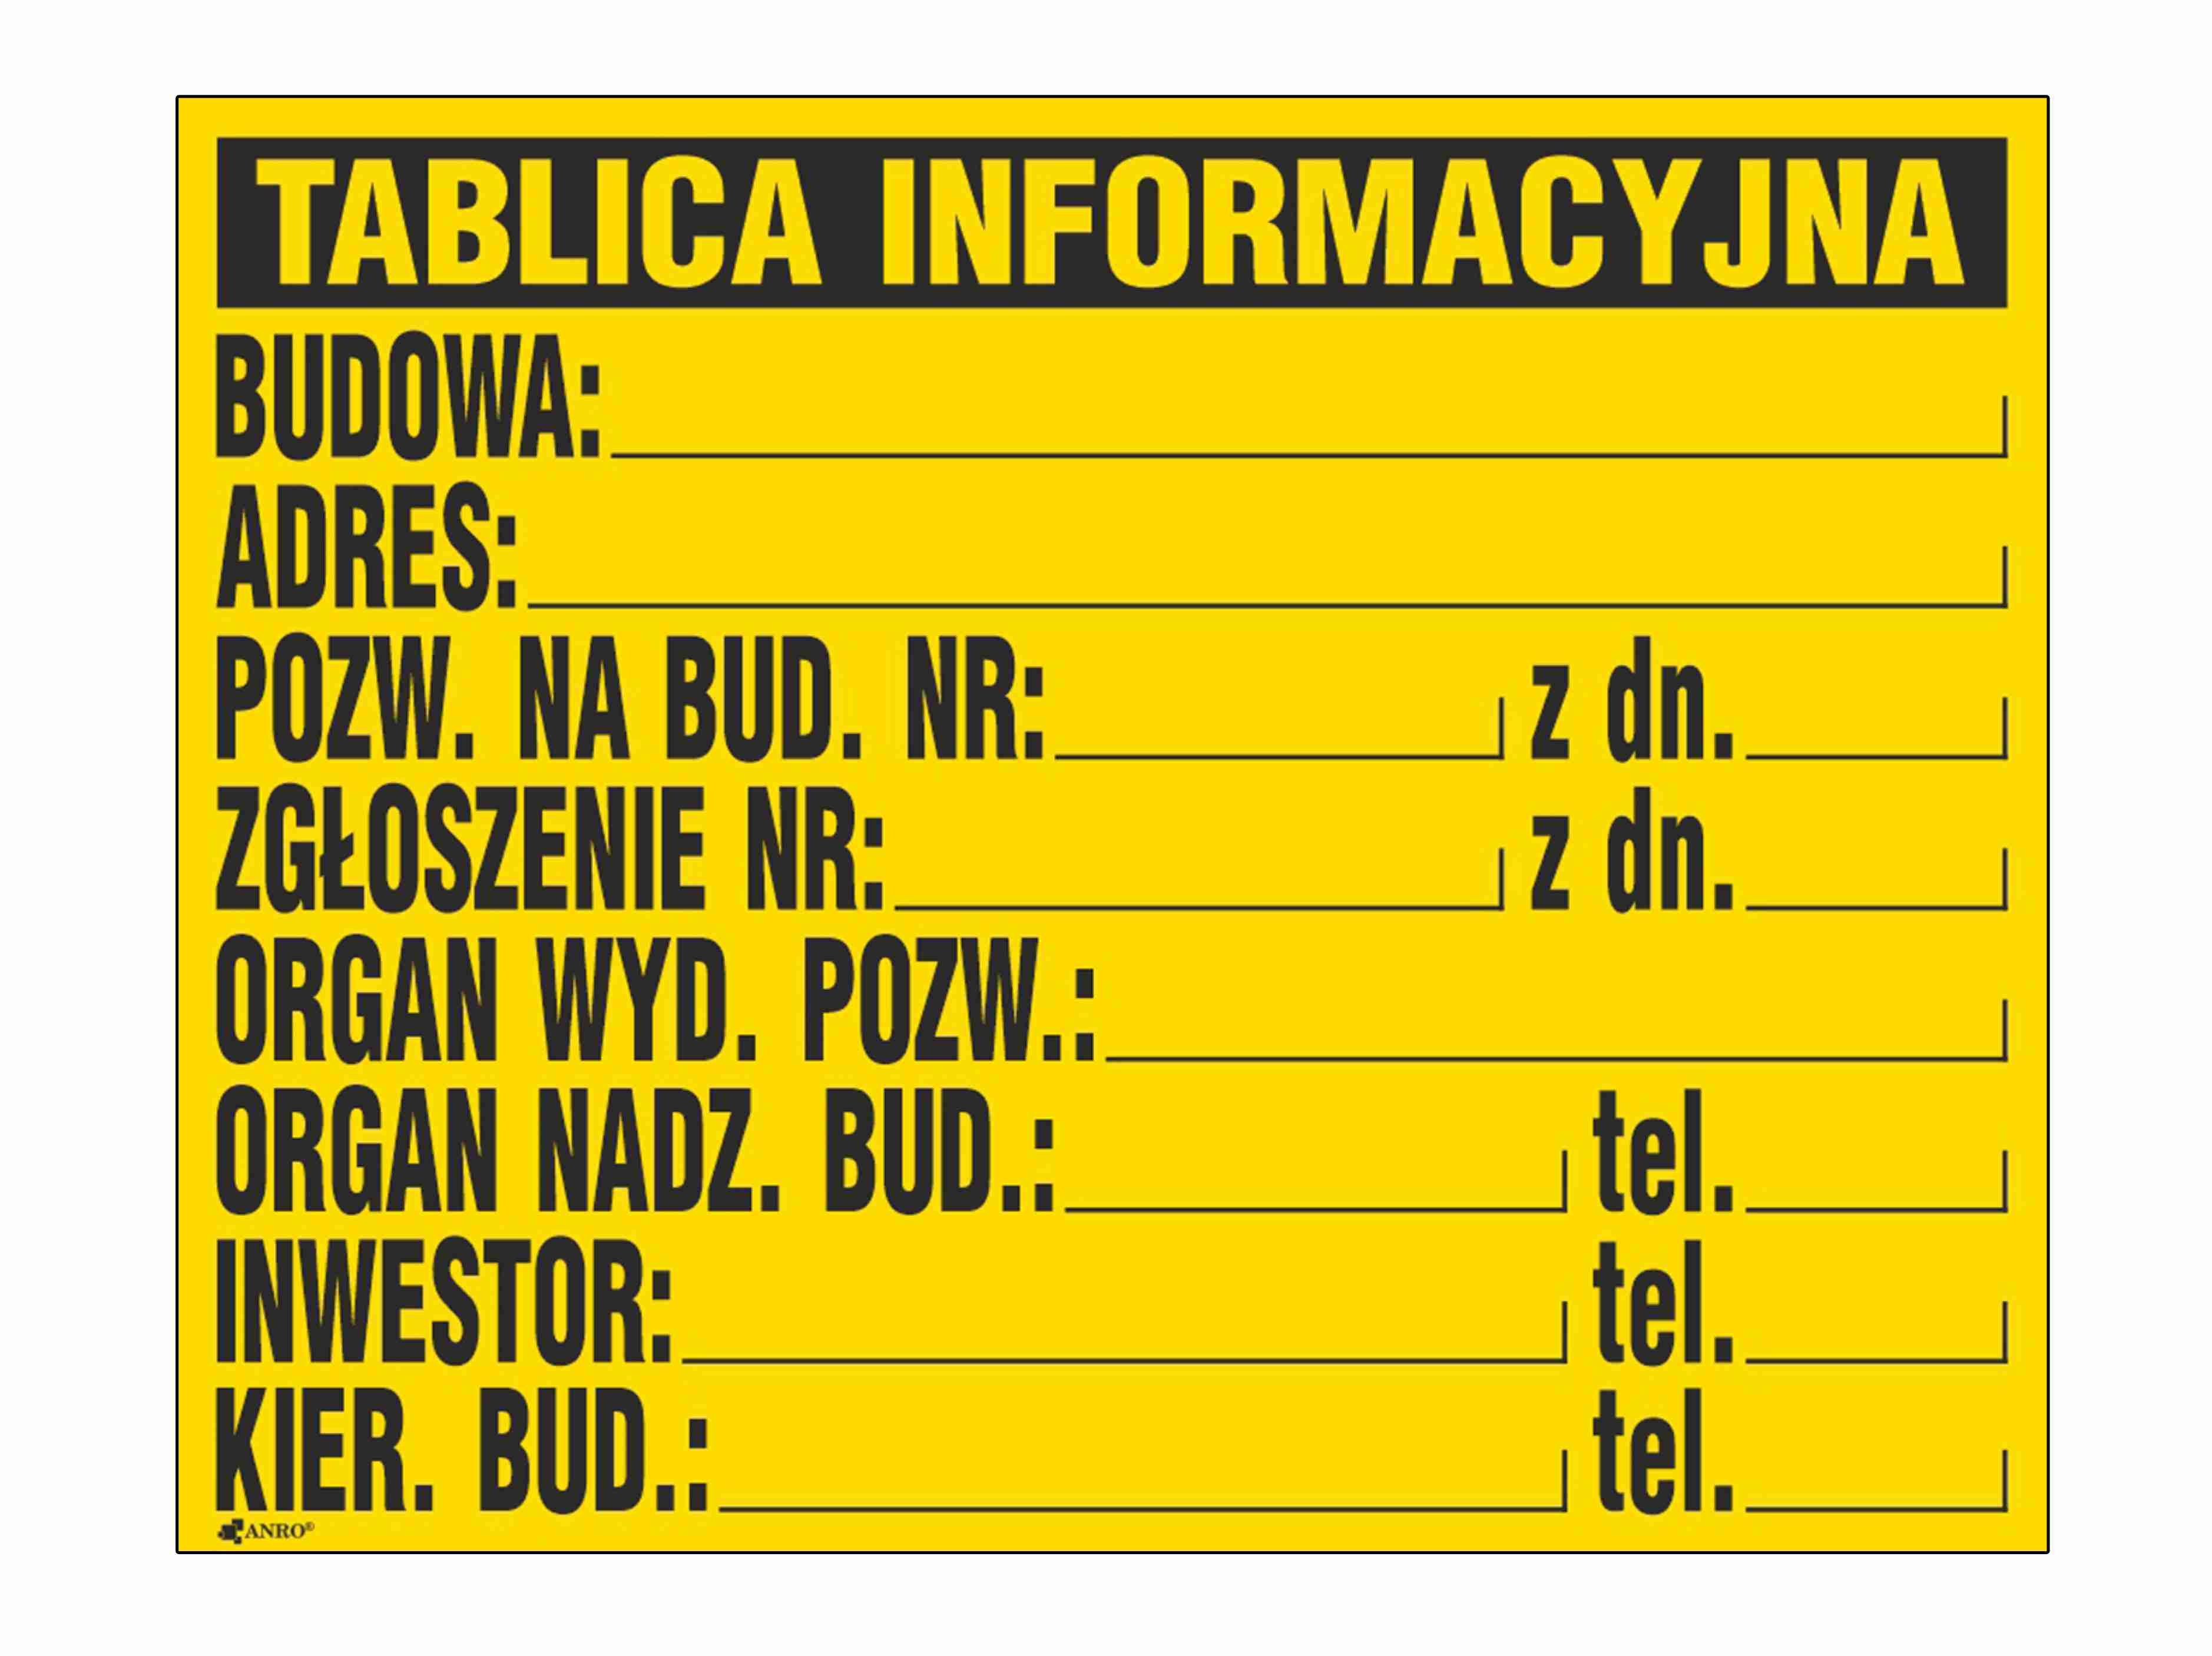 TABLICA INFORMACYJNA
BUDOWA:
ADRES:
POZW. NA BUD. NR: z dn.
ZGŁOSZENIE NR: z dn.
ORGAN WYD. POZW.:
ORGAN NADZ. BUD.: tel.
INWESTOR: tel.
KIER. BUD.: tel.
ANRO®